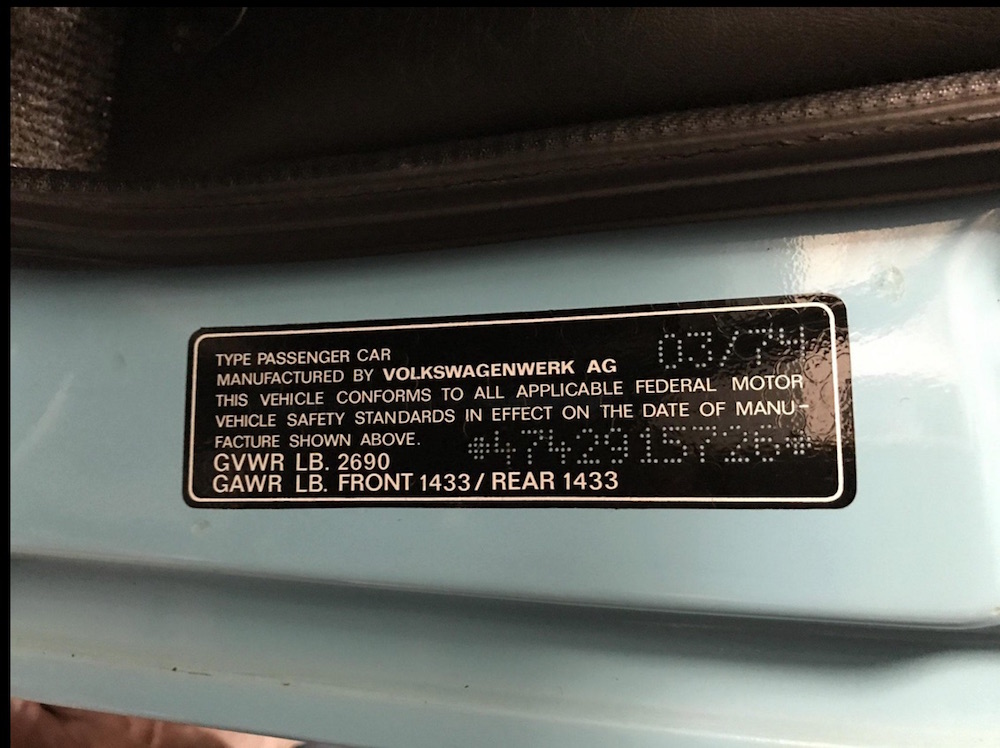 TYPE PASSENGER CAR 03/74
MANUFACTURED BY VOLKSWAGENWERK AG
THIS VEHICLE CONFORMS TO ALL APPLICABLE FEDERAL MOTOR
VEHICLE SAFETY STANDARDS IN EFFECT ON THE DATE OF MANU-
FACTURE SHOWN ABOVE. *4742915726*
GVWR LB. 2690
GAWR LB. FRONT 1433/ REAR 1433